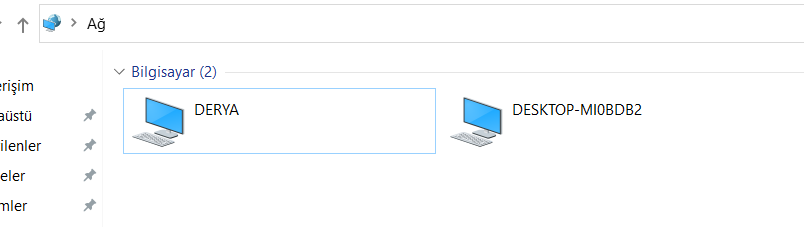 Ağ
Bilgisayar (2)
erişim
DERYA
DESKTOP-MI0BDB2
aüstü
ilenler
eler
mler